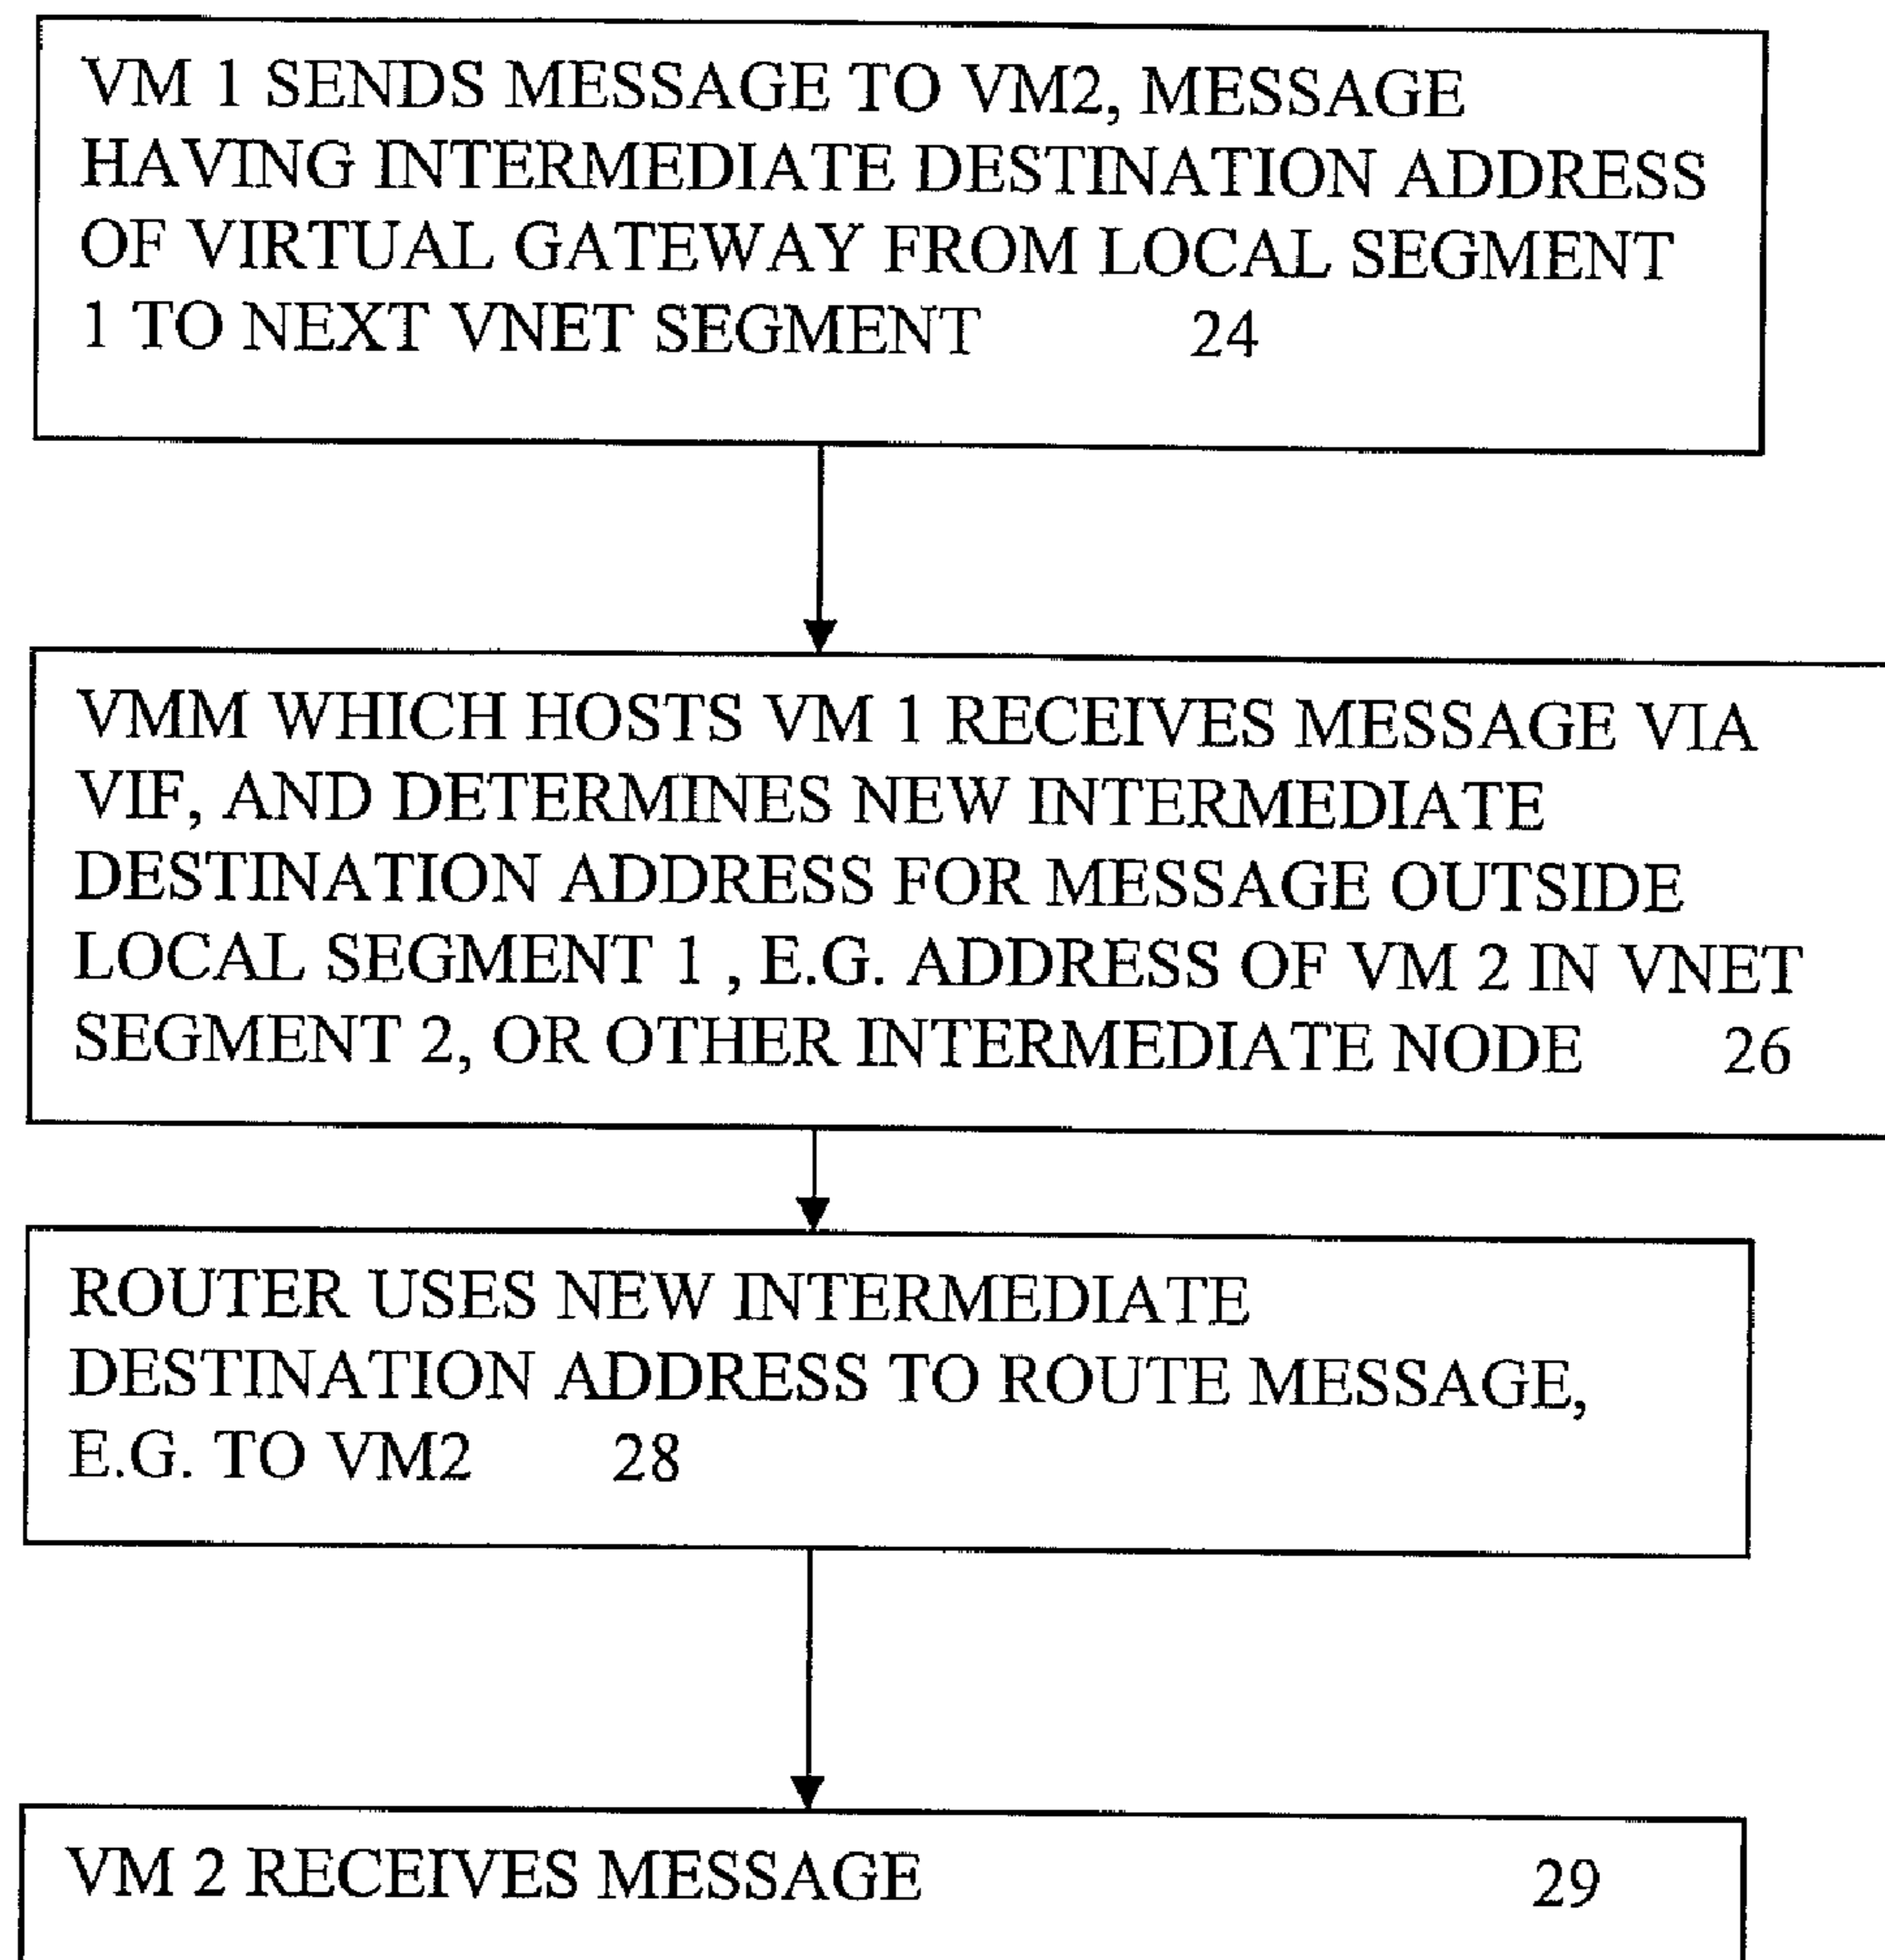 VM 1 SENDS MESSAGE TO VM2, MESSAGE
HAVING INTERMEDIATE DESTINATION ADDRESS
OF VIRTUAL GATEWAY FROM LOCAL SEGMENT
1 TO NEXT VNET SEGMENT 24
VMM WHICH HOSTS VM 1 RECEIVES MESSAGE VIA
VIF, AND DETERMINES NEW INTERMEDIATE
DESTINATION ADDRESS FOR MESSAGE OUTSIDE
LOCAL SEGMENT 1 , E.G. ADDRESS OF VM 2 IN VNET
SEGMENT 2, OR OTHER INTERMEDIATE NODE 26
ROUTER USES NEW INTERMEDIATE
DESTINATION ADDRESS TO ROUTE MESSAGE,
E.G. TO VM2 28
VM 2 RECEIVES MESSAGE 29